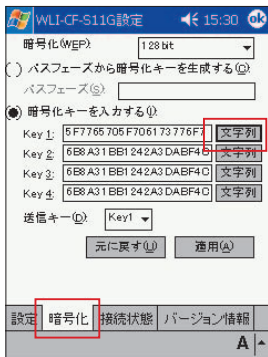 WLI-CF-S11G設定 15:30 ok
暗号化(WEP): 128bit
パスフェーズから暗号化キーを生成する(C):
パスフェーズ(S):
暗号化キーを入力する(I):
Key 1: 5F7765705F706173776F7 文字列
Key 2: 6B8A31BB1242A3DABF4C 文字列
Key 3: 6B8A31BB1242A3DABF4C 文字列
Key 4: 6B8A31BB1242A3DABF4C 文字列
送信キー(D): Key1
元に戻す(U) 適用(A)
設定 暗号化 接続状態 バージョン情報
A